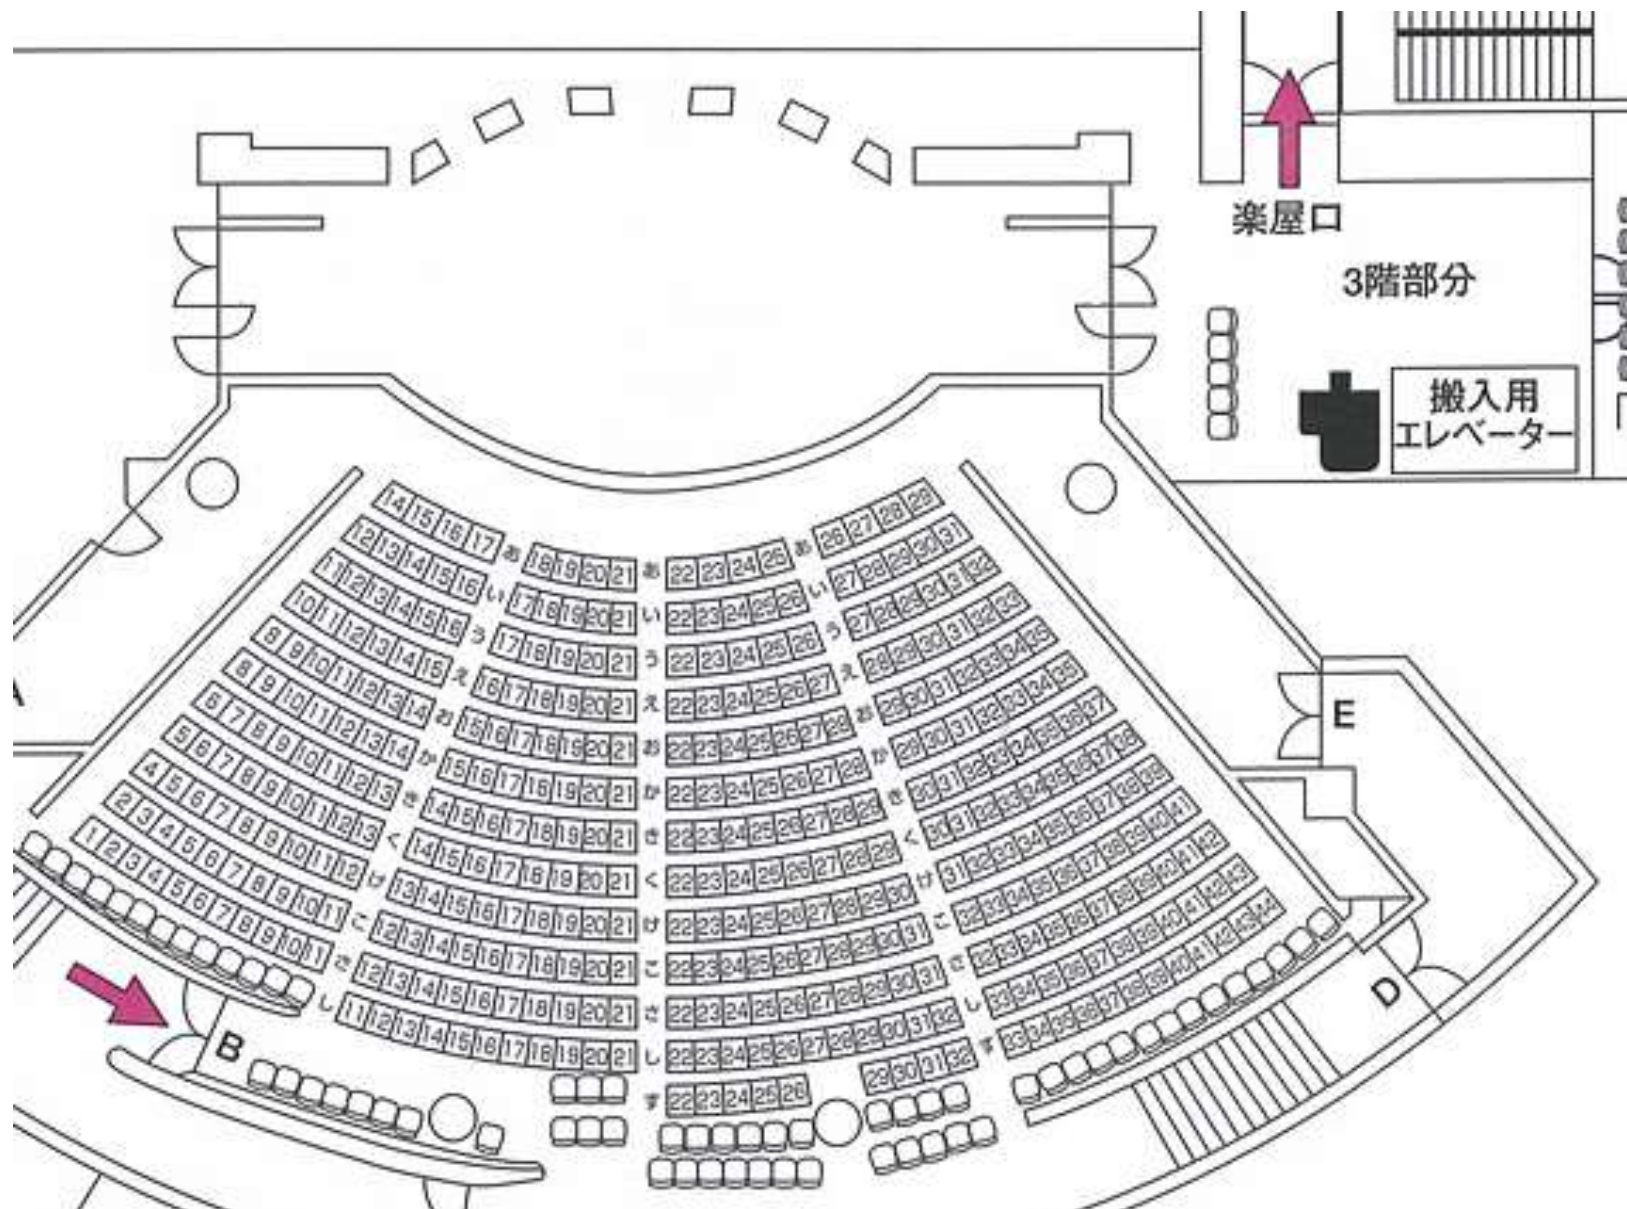 楽屋口
3階部分
搬入用
エレベーター
14 15 16 17 あ 18 19 20 21 あ 22 23 24 25 あ 26 27 28 29
12 13 14 15 16 い 17 18 19 20 21 い 22 23 24 25 26 い 27 28 29 30 31
11 12 13 14 15 16 う 17 18 19 20 21 う 22 23 24 25 26 う 27 28 29 30 31 32
10 11 12 13 14 15 え 16 17 18 19 20 21 え 22 23 24 25 26 27 え 28 29 30 31 32 33
8 9 10 11 12 13 14 お 15 16 17 18 19 20 21 お 22 23 24 25 26 27 28 お 29 30 31 32 33 34 35
8 9 10 11 12 13 14 か 15 16 17 18 19 20 21 か 22 23 24 25 26 27 28 か 29 30 31 32 33 34 35
6 7 8 9 10 11 12 13 き 14 15 16 17 18 19 20 21 き 22 23 24 25 26 27 28 29 き 30 31 32 33 34 35 36 37
5 6 7 8 9 10 11 12 13 く 14 15 16 17 18 19 20 21 く 22 23 24 25 26 27 28 29 く 30 31 32 33 34 35 36 37 38
4 5 6 7 8 9 10 11 12 け 13 14 15 16 17 18 19 20 21 け 22 23 24 25 26 27 28 29 30 け 31 32 33 34 35 36 37 38 39
2 3 4 5 6 7 8 9 10 11 こ 12 13 14 15 16 17 18 19 20 21 こ 22 23 24 25 26 27 28 29 30 31 こ 32 33 34 35 36 37 38 39 40 41
1 2 3 4 5 6 7 8 9 10 11 さ 12 13 14 15 16 17 18 19 20 21 さ 22 23 24 25 26 27 28 29 30 31 さ 32 33 34 35 36 37 38 39 40 41 42
し 11 12 13 14 15 16 17 18 19 20 21 し 22 23 24 25 26 27 28 29 30 31 32 し 33 34 35 36 37 38 39 40 41 42 43
す 22 23 24 25 26 29 30 31 32 す 33 34 35 36 37 38 39 40 41 42 43 44
E
D
B